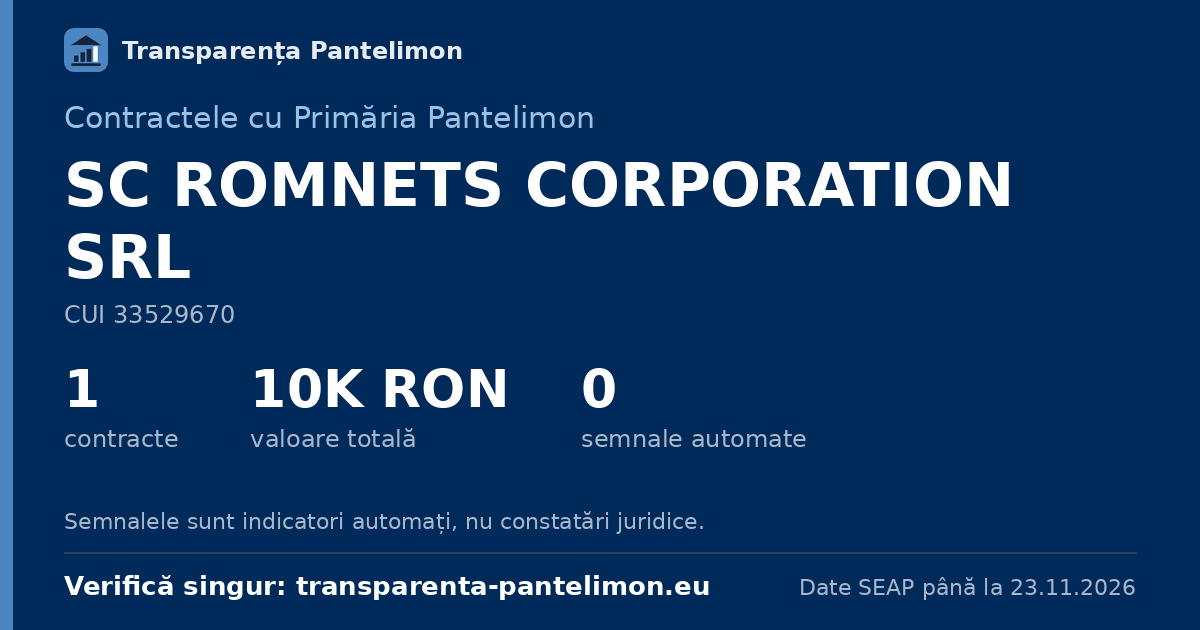 Transparența Pantelimon
Contractele cu Primăria Pantelimon
SC ROMNETS CORPORATION
SRL
CUI 33529670
1
contracte
10K RON
valoare totală
0
semnale automate
Semnalele sunt indicatori automați, nu constatări juridice.
Verifică singur: transparenta-pantelimon.eu
Date SEAP până la 23.11.2026